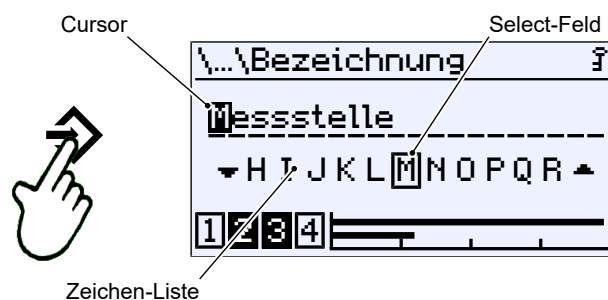 Cursor
Select-Feld
\...\Bezeichnung
Messstelle
H I J K L M N O P Q R
1 2 3 4
Zeichen-Liste